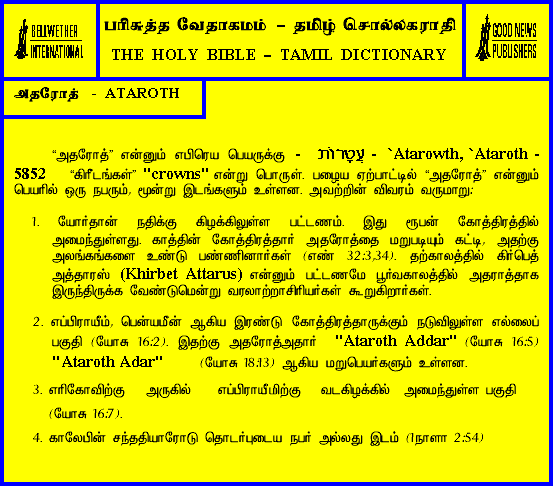 BELLWETHER
INTERNATIONAL
பரிசுத்த வேதாகமம் – தமிழ் சொல்லகராதி
THE HOLY BIBLE – TAMIL DICTIONARY
GOOD NEWS
PUBLISHERS
அதரோத் - ATAROTH
“அதரோத்” என்னும் எபிரெய பெயருக்கு - עֲטָרוֹת - `Atarowth, `Ataroth -
5852 “கிரீடங்கள்” "crowns" என்று பொருள். பழைய ஏற்பாட்டில் “அதரோத்” என்னும்
பெயரில் ஒரு நபரும், மூன்று இடங்களும் உள்ளன. அவற்றின் விவரம் வருமாறு:
1. யோர்தான் நதிக்கு கிழக்கிலுள்ள பட்டணம். இது ரூபன் கோத்திரத்தில்
அமைந்துள்ளது. காத்தின் கோத்திரத்தார் அதரோத்தை மறுபடியும் கட்டி, அதற்கு
அலங்கங்களை உண்டு பண்ணினார்கள் (எண் 32:3,34). தற்காலத்தில் கிர்பெத்
அத்தாரஸ் (Khirbet Attarus) என்னும் பட்டணமே பூர்வகாலத்தில் அதராத்தாக
இருந்திருக்க வேண்டுமென்று வரலாற்றாசிரியர்கள் கூறுகிறார்கள்.
2. எப்பிராயீம், பென்யமீன் ஆகிய இரண்டு கோத்திரத்தாருக்கும் நடுவிலுள்ள எல்லைப்
பகுதி (யோசு 16:2). இதற்கு அதரோத்அதார் "Ataroth Addar" (யோசு 16:5)
"Ataroth Adar" (யோசு 18:13) ஆகிய மறுபெயர்களும் உள்ளன.
3. எரிகோவிற்கு அருகில் எப்பிராயீமிற்கு வடகிழக்கில் அமைந்துள்ள பகுதி
(யோசு 16:7).
4. காலேபின் சந்ததியாரோடு தொடர்புடைய நபர் அல்லது இடம் (1நாளா 2:54)